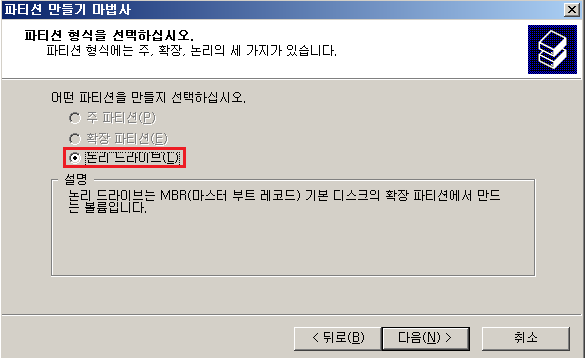 파티션 만들기 마법사
파티션 형식을 선택하십시오.
파티션 형식에는 주, 확장, 논리의 세 가지가 있습니다.
어떤 파티션을 만들지 선택하십시오.
주 파티션(P)
확장 파티션(E)
논리 드라이브(L)
설명
논리 드라이브는 MBR(마스터 부트 레코드) 기본 디스크의 확장 파티션에서 만드
는 볼륨입니다.
< 뒤로(B)
다음(N) >
취소